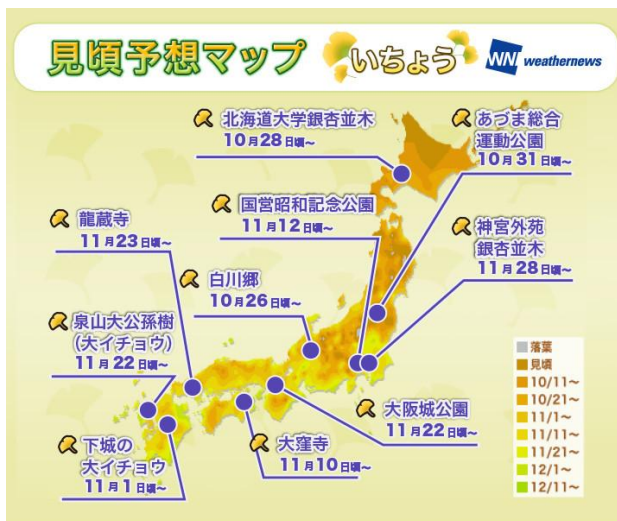 見頃予想マップ
いちょう
WN weathernews
北海道大学銀杏並木
10月28日頃〜
あづま総合
運動公園
10月31日頃〜
国営昭和記念公園
11月12日頃〜
龍蔵寺
11月23日頃〜
神宮外苑
銀杏並木
11月28日頃〜
白川郷
10月26日頃〜
泉山大公孫樹
(大イチョウ)
11月22日頃〜
大阪城公園
11月22日頃〜
下城の
大イチョウ
11月1日頃〜
大窪寺
11月10日頃〜
落葉
見頃
10/11〜
10/21〜
11/1〜
11/11〜
11/21〜
12/1〜
12/11〜